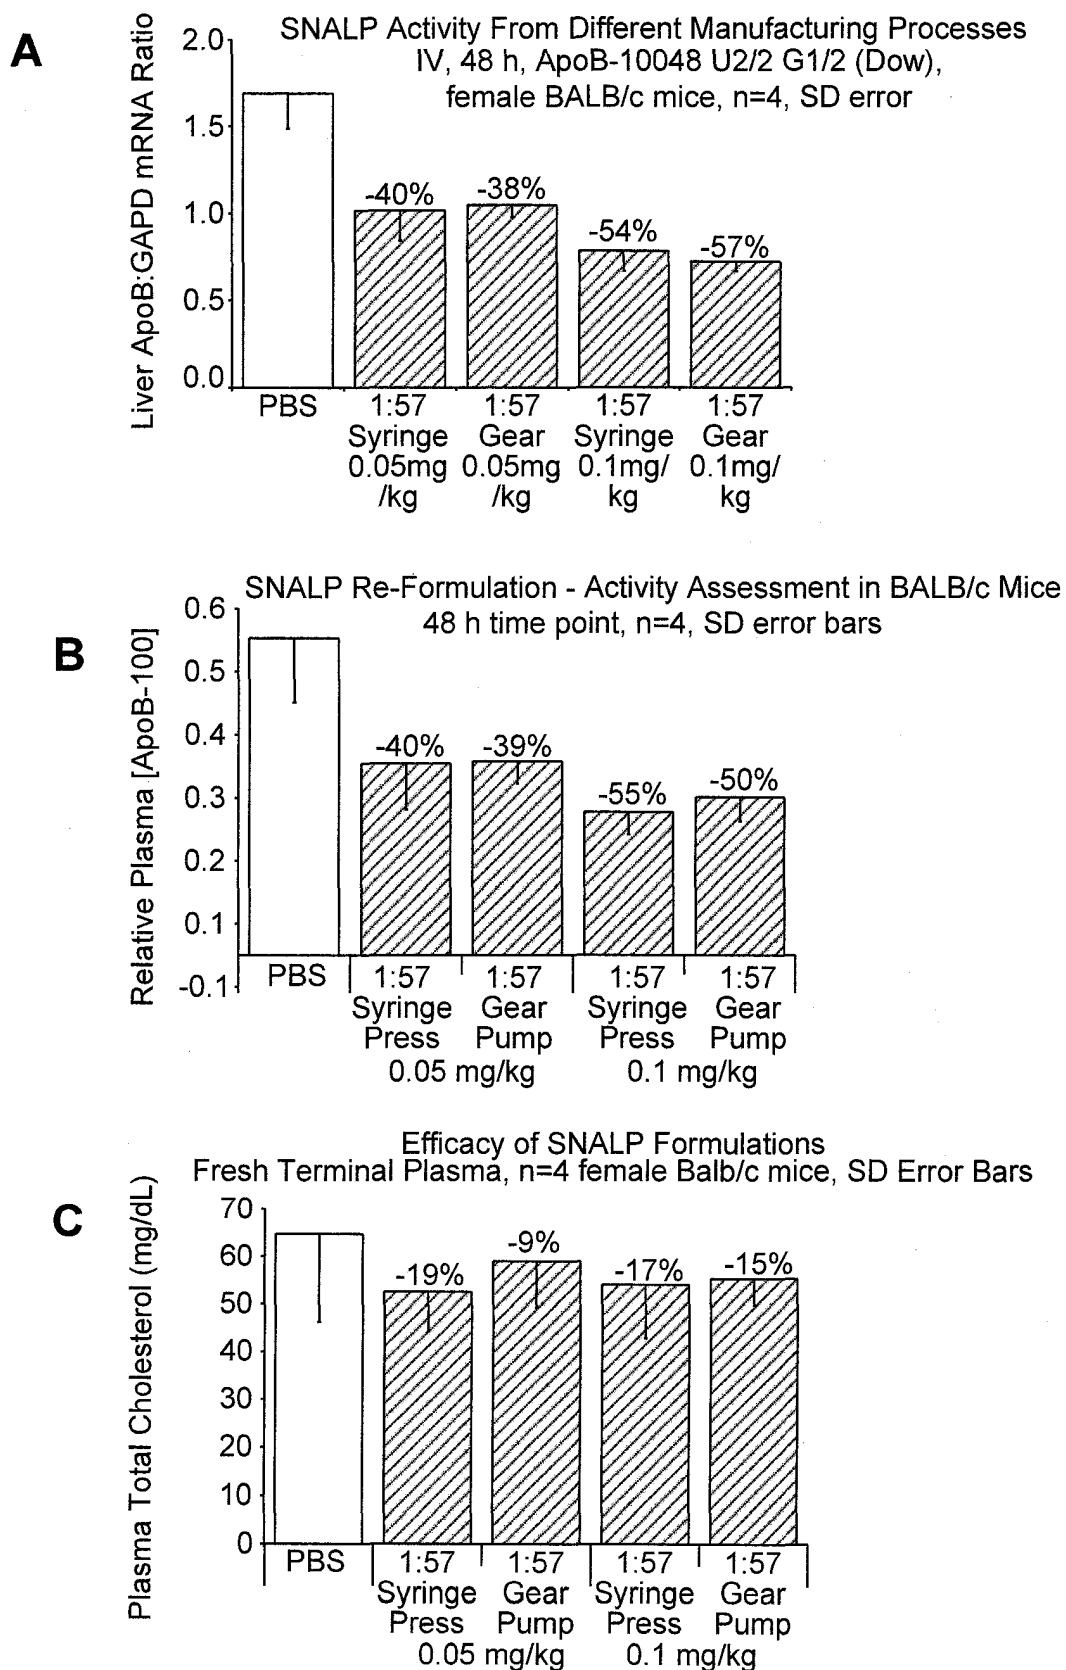 A
SNALP Activity From Different Manufacturing Processes
IV, 48 h, ApoB-10048 U2/2 G1/2 (Dow),
female BALB/c mice, n=4, SD error
Liver ApoB:GAPD mRNA Ratio
2.0
1.5
1.0
0.5
0.0
-40%
-38%
-54%
-57%
PBS
1:57 1:57 1:57 1:57
Syringe Gear Syringe Gear
0.05mg 0.05mg 0.1mg/ 0.1mg/
/kg /kg kg kg
B
SNALP Re-Formulation - Activity Assessment in BALB/c Mice
48 h time point, n=4, SD error bars
Relative Plasma [ApoB-100]
0.6
0.5
0.4
0.3
0.2
0.1
-0.1
-40%
-39%
-55%
-50%
PBS 1:57 1:57 1:57 1:57
Syringe Gear Syringe Gear
Press Pump Press Pump
0.05 mg/kg 0.1 mg/kg
C
Efficacy of SNALP Formulations
Fresh Terminal Plasma, n=4 female Balb/c mice, SD Error Bars
Plasma Total Cholesterol (mg/dL)
70
60
50
40
30
20
10
0
-19%
-9%
-17%
-15%
PBS 1:57 1:57 1:57 1:57
Syringe Gear Syringe Gear
Press Pump Press Pump
0.05 mg/kg 0.1 mg/kg